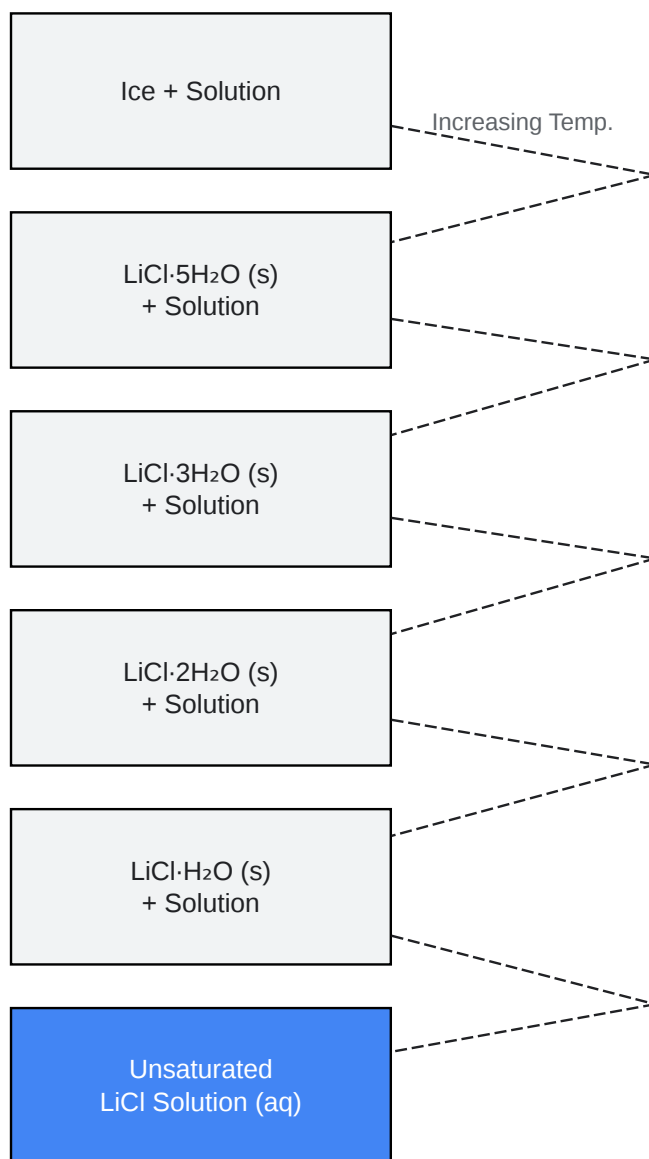 Ice + Solution
Increasing Temp.
LiCl·5H₂O (s)
+ Solution
LiCl·3H₂O (s)
+ Solution
LiCl·2H₂O (s)
+ Solution
LiCl·H₂O (s)
+ Solution
Unsaturated
LiCl Solution (aq)